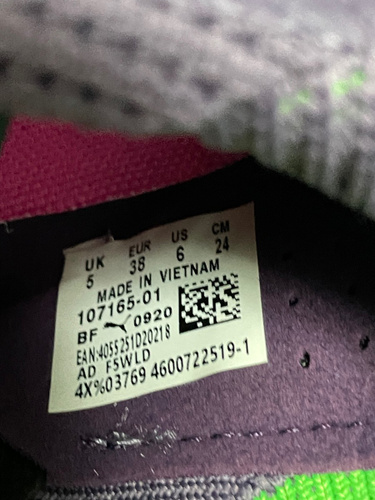 UK EUR US CM
5 38 6 24
MADE IN VIETNAM
107165-01
BF 0920
EAN:4055251D20218
AD F5WLD
4X%03769 4600722519-1